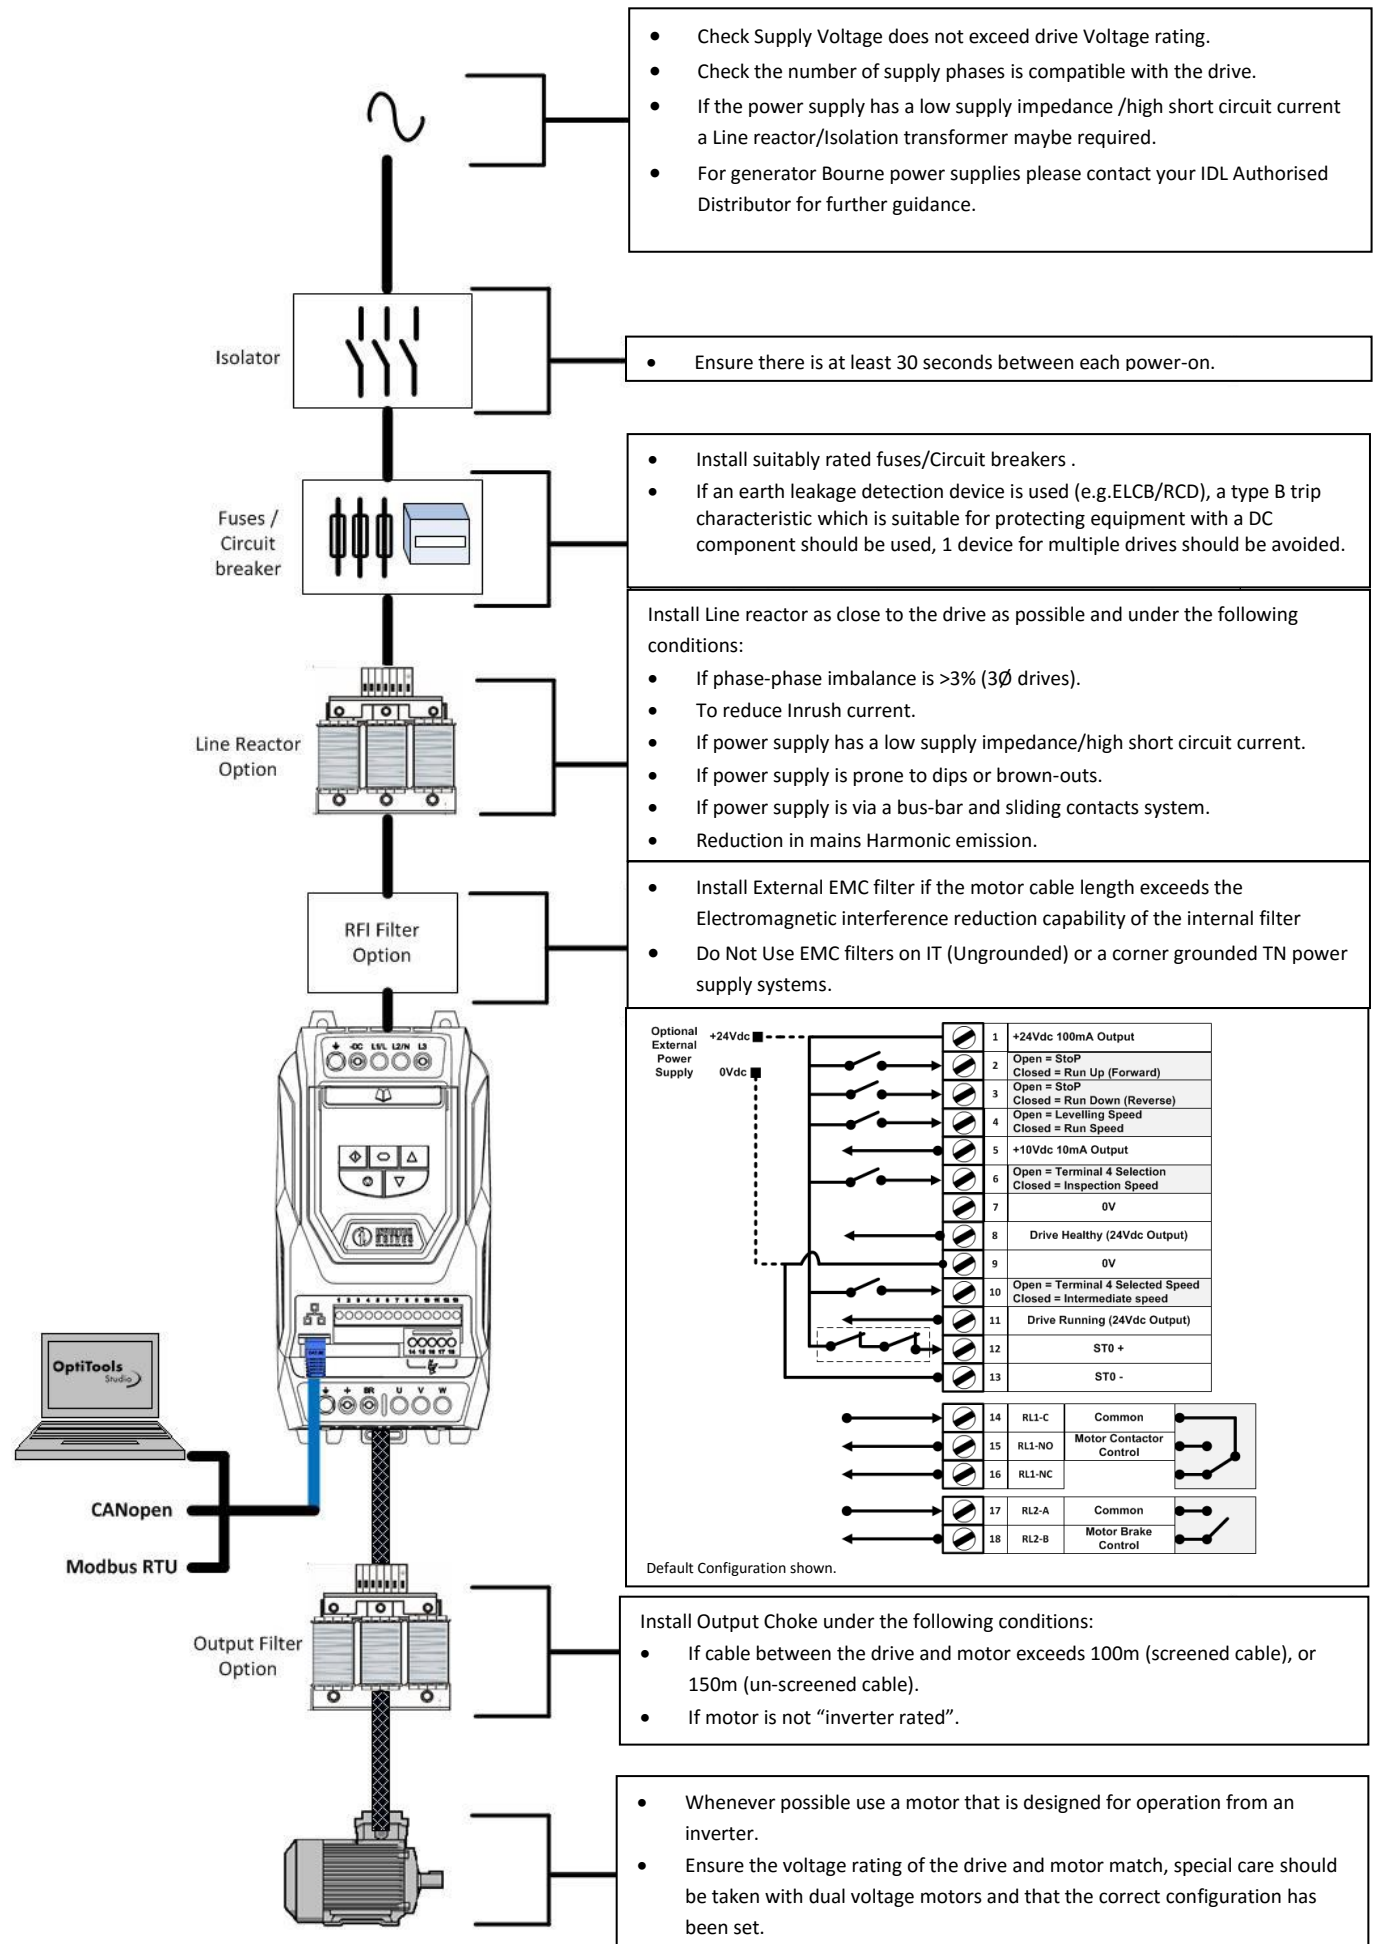 • Check Supply Voltage does not exceed drive Voltage rating.
• Check the number of supply phases is compatible with the drive.
• If the power supply has a low supply impedance /high short circuit current
a Line reactor/Isolation transformer maybe required.
• For generator Bourne power supplies please contact your IDL Authorised
Distributor for further guidance.
Isolator
• Ensure there is at least 30 seconds between each power-on.
Fuses /
Circuit
breaker
• Install suitably rated fuses/Circuit breakers .
• If an earth leakage detection device is used (e.g.ELCB/RCD), a type B trip
characteristic which is suitable for protecting equipment with a DC
component should be used, 1 device for multiple drives should be avoided.
Line Reactor
Option
Install Line reactor as close to the drive as possible and under the following
conditions:
• If phase-phase imbalance is >3% (3Ø drives).
• To reduce Inrush current.
• If power supply has a low supply impedance/high short circuit current.
• If power supply is prone to dips or brown-outs.
• If power supply is via a bus-bar and sliding contacts system.
• Reduction in mains Harmonic emission.
RFI Filter
Option
• Install External EMC filter if the motor cable length exceeds the
Electromagnetic interference reduction capability of the internal filter
• Do Not Use EMC filters on IT (Ungrounded) or a corner grounded TN power
supply systems.
-DC L1/L L2/N L3
1 2 3 4 5 6 7 8 9 10 11 12 13
14 15 16 17 18
+ BR U V W
OptiTools
Studio
CANopen
Modbus RTU
Optional
External
Power
Supply
+24Vdc
0Vdc
1 +24Vdc 100mA Output
2 Open = StoP
Closed = Run Up (Forward)
3 Open = StoP
Closed = Run Down (Reverse)
4 Open = Levelling Speed
Closed = Run Speed
5 +10Vdc 10mA Output
6 Open = Terminal 4 Selection
Closed = Inspection Speed
7 0V
8 Drive Healthy (24Vdc Output)
9 0V
10 Open = Terminal 4 Selected Speed
Closed = Intermediate speed
11 Drive Running (24Vdc Output)
12 ST0 +
13 ST0 -
14 RL1-C Common
15 RL1-NO Motor Contactor
Control
16 RL1-NC
17 RL2-A Common
18 RL2-B Motor Brake
Control
Default Configuration shown.
Output Filter
Option
Install Output Choke under the following conditions:
• If cable between the drive and motor exceeds 100m (screened cable), or
150m (un-screened cable).
• If motor is not “inverter rated”.
• Whenever possible use a motor that is designed for operation from an
inverter.
• Ensure the voltage rating of the drive and motor match, special care should
be taken with dual voltage motors and that the correct configuration has
been set.